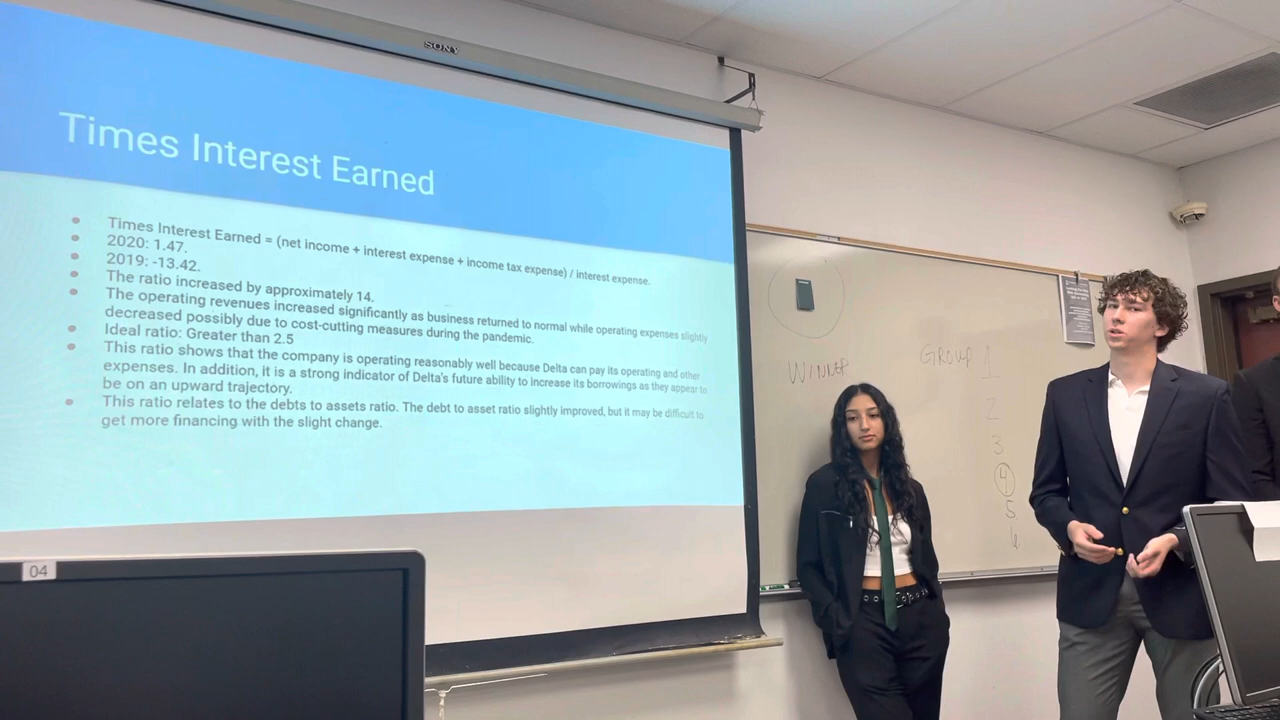 SONY
Times Interest Earned
Times Interest Earned = (net income + interest expense + income tax expense) / interest expense.
2020: 1.47.
2019: -13.42.
The ratio increased by approximately 14.
The operating revenues increased significantly as business returned to normal while operating expenses slightly
decreased possibly due to cost-cutting measures during the pandemic.
Ideal ratio: Greater than 2.5
This ratio shows that the company is operating reasonably well because Delta can pay its operating and other
expenses. In addition, it is a strong indicator of Delta's future ability to increase its borrowings as they appear to
be on an upward trajectory.
This ratio relates to the debts to assets ratio. The debt to asset ratio slightly improved, but it may be difficult to
get more financing with the slight change.
WINNER
GROUP 1
2
3
4
5
6
04